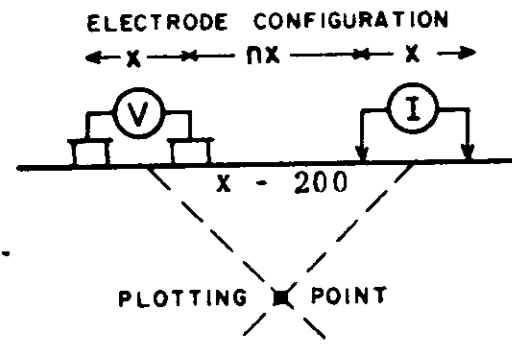 ELECTRODE CONFIGURATION
x nx x
V I
x - 200
PLOTTING POINT